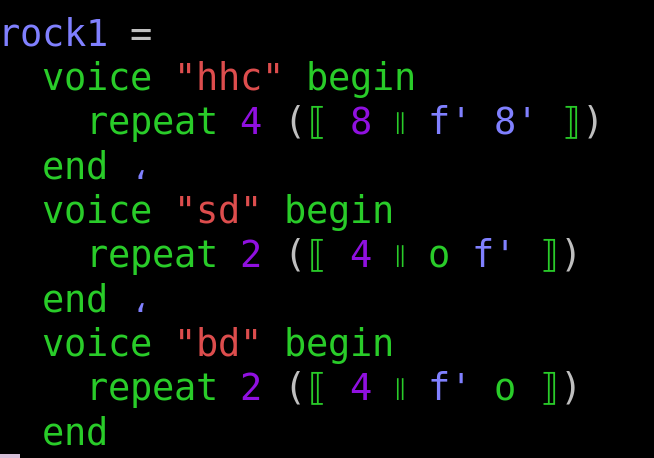 rock1 =
  voice "hhc" begin
    repeat 4 (⟦ 8 ⫴ f' 8' ⟧)
  end ،
  voice "sd" begin
    repeat 2 (⟦ 4 ⫴ o f' ⟧)
  end ،
  voice "bd" begin
    repeat 2 (⟦ 4 ⫴ f' o ⟧)
  end